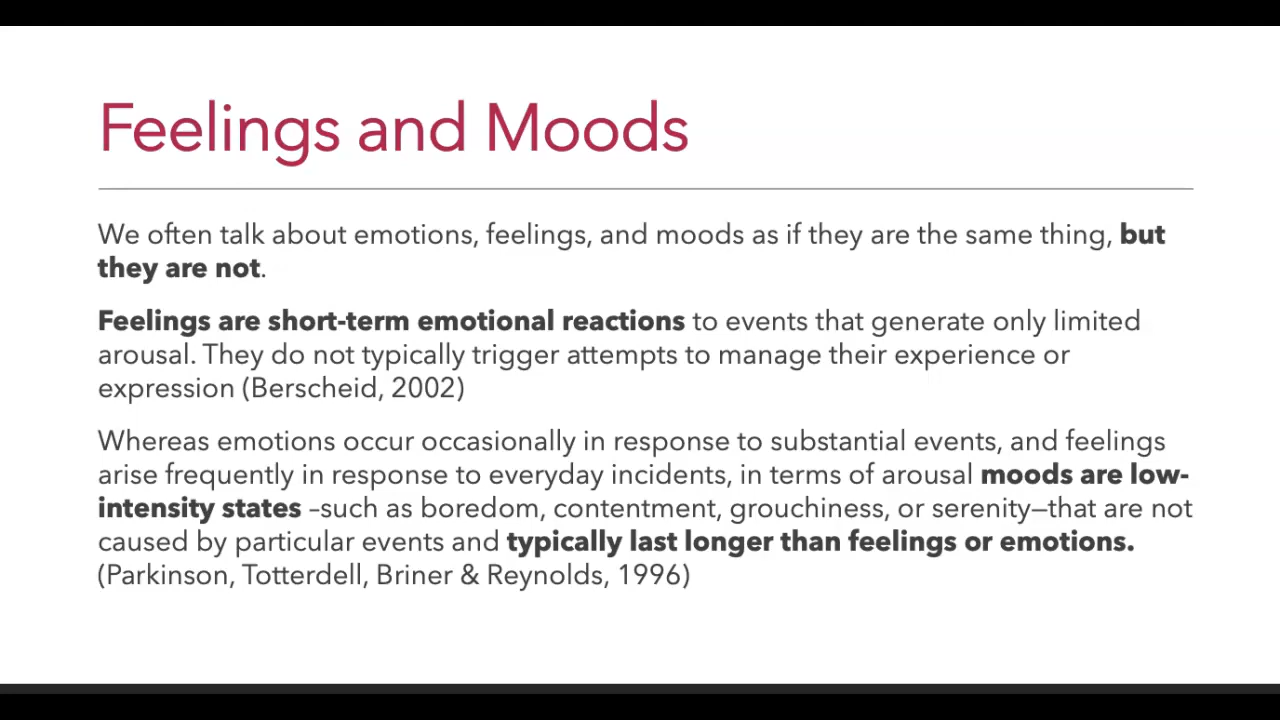 Feelings and Moods
We often talk about emotions, feelings, and moods as if they are the same thing, but
they are not.
Feelings are short-term emotional reactions to events that generate only limited
arousal. They do not typically trigger attempts to manage their experience or
expression (Berscheid, 2002)
Whereas emotions occur occasionally in response to substantial events, and feelings
arise frequently in response to everyday incidents, in terms of arousal moods are low-
intensity states –such as boredom, contentment, grouchiness, or serenity—that are not
caused by particular events and typically last longer than feelings or emotions.
(Parkinson, Totterdell, Briner & Reynolds, 1996)